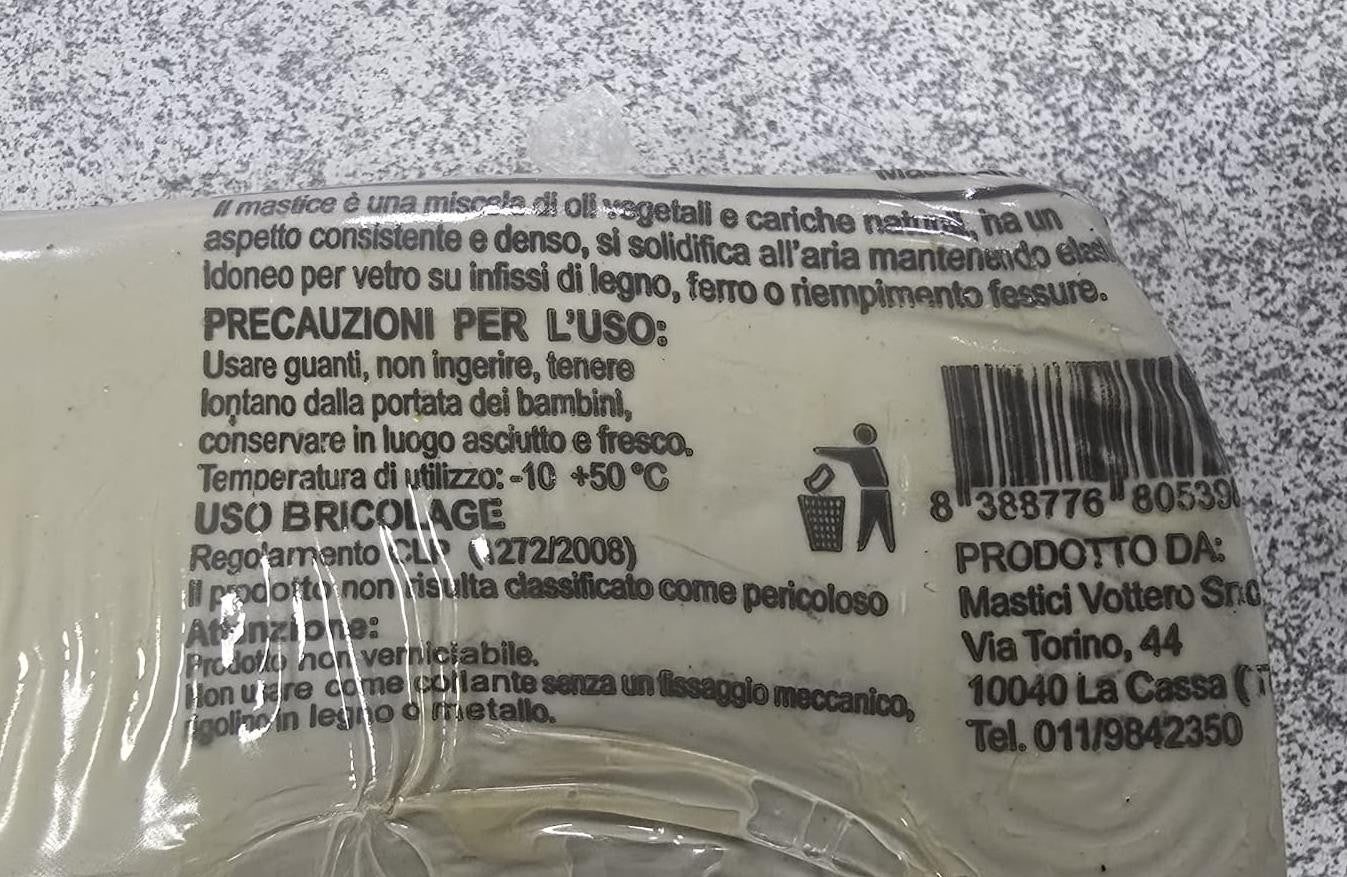 Il mastice è una miscela di oli vegetali e cariche naturali, ha un
aspetto consistente e denso, si solidifica all'aria mantenendo
Idoneo per vetro su infissi di legno, ferro o riempimento fessure.
PRECAUZIONI PER L'USO:
Usare guanti, non ingerire, tenere
lontano dalla portata dei bambini,
conservare in luogo asciutto e fresco.
Temperatura di utilizzo: -10 +50 °C
USO BRICOLAGE
Regolamento CLP (1272/2008)
Il prodotto non risulta classificato come pericoloso
Attenzione:
Prodotto non verniciabile.
Non usare come collante senza un fissaggio meccanico,
rigolino in legno o metallo.
8 388776 80539
PRODOTTO DA:
Mastici Vottero Snc
Via Torino, 44
10040 La Cassa
Tel. 011/9842350